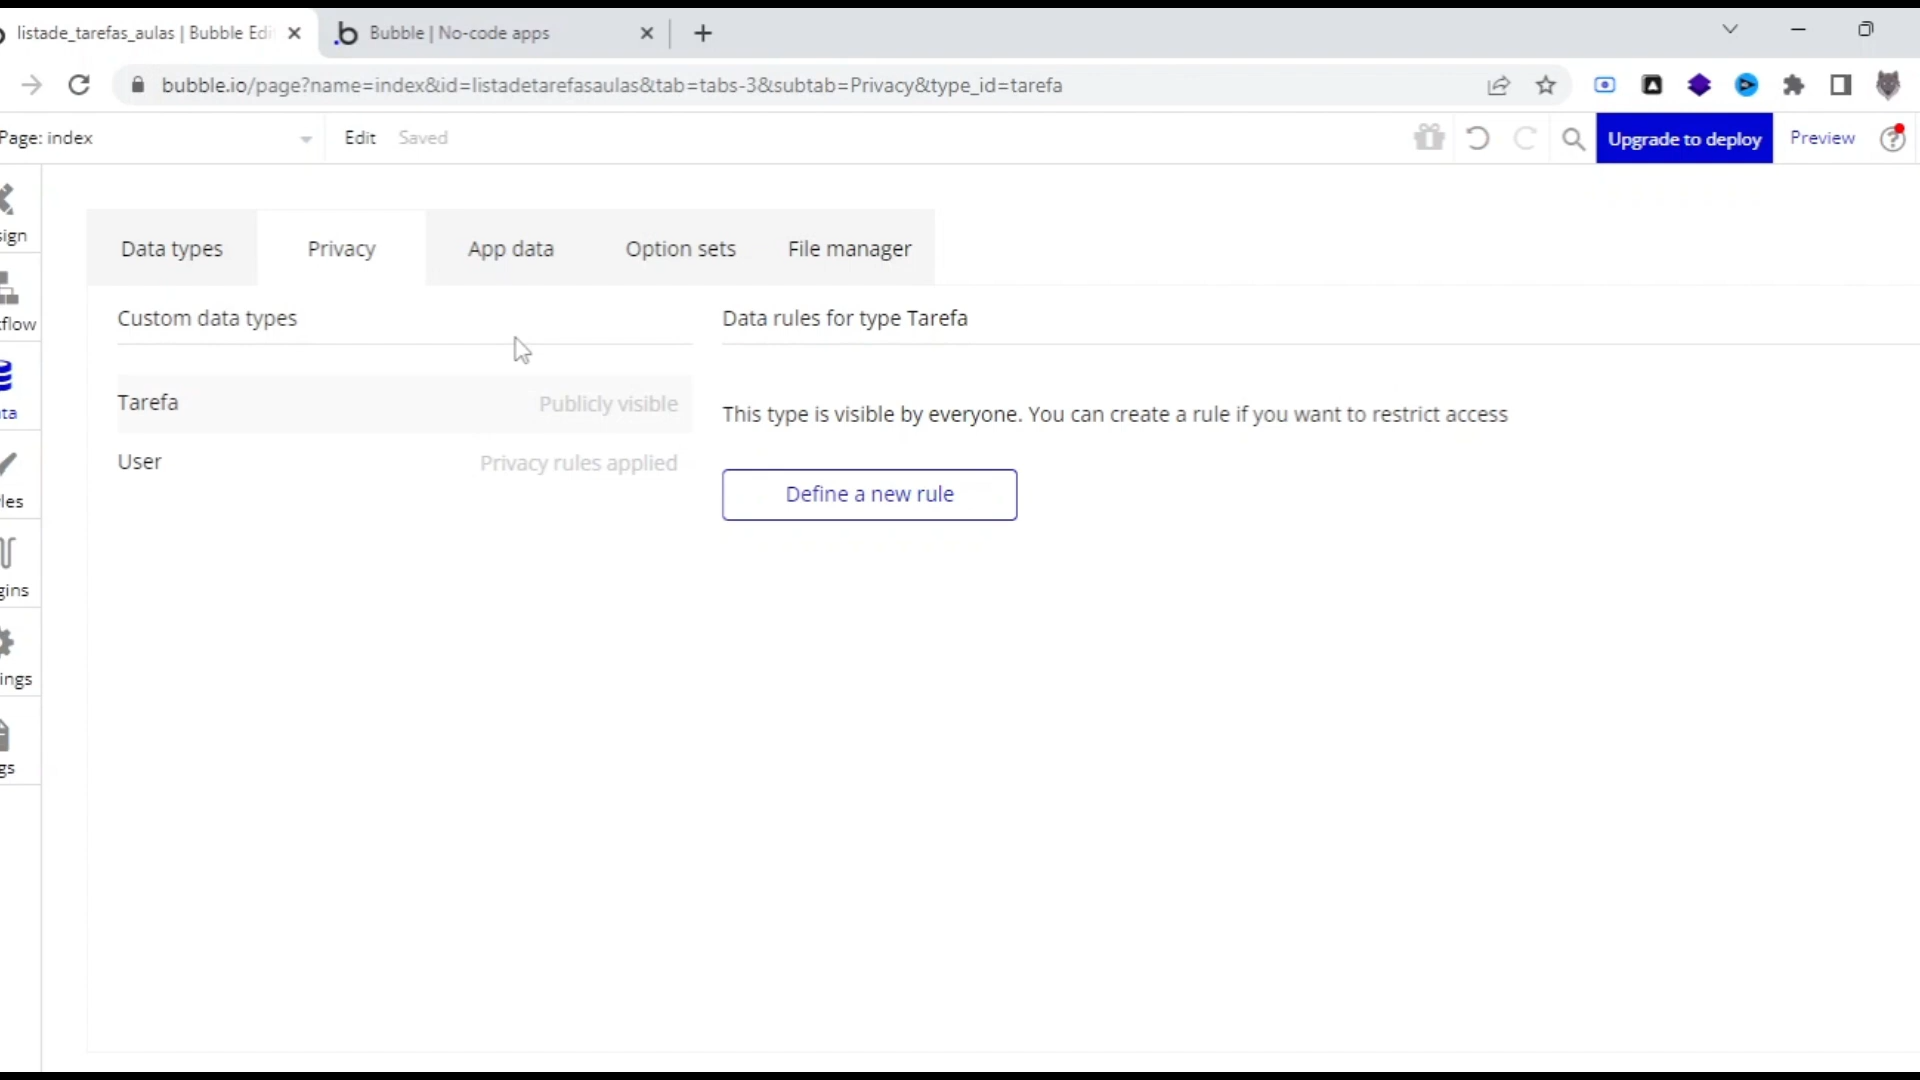 listade_tarefas_aulas | Bubble Edi
Bubble | No-code apps
bubble.io/page?name=index&id=listadetarefasaulas&tab=tabs-3&subtab=Privacy&type_id=tarefa
Page: index
Edit
Saved
Upgrade to deploy
Preview
sign
flow
ta
les
gins
ings
gs
Data types
Privacy
App data
Option sets
File manager
Custom data types
Tarefa
Publicly visible
User
Privacy rules applied
Data rules for type Tarefa
This type is visible by everyone. You can create a rule if you want to restrict access
Define a new rule